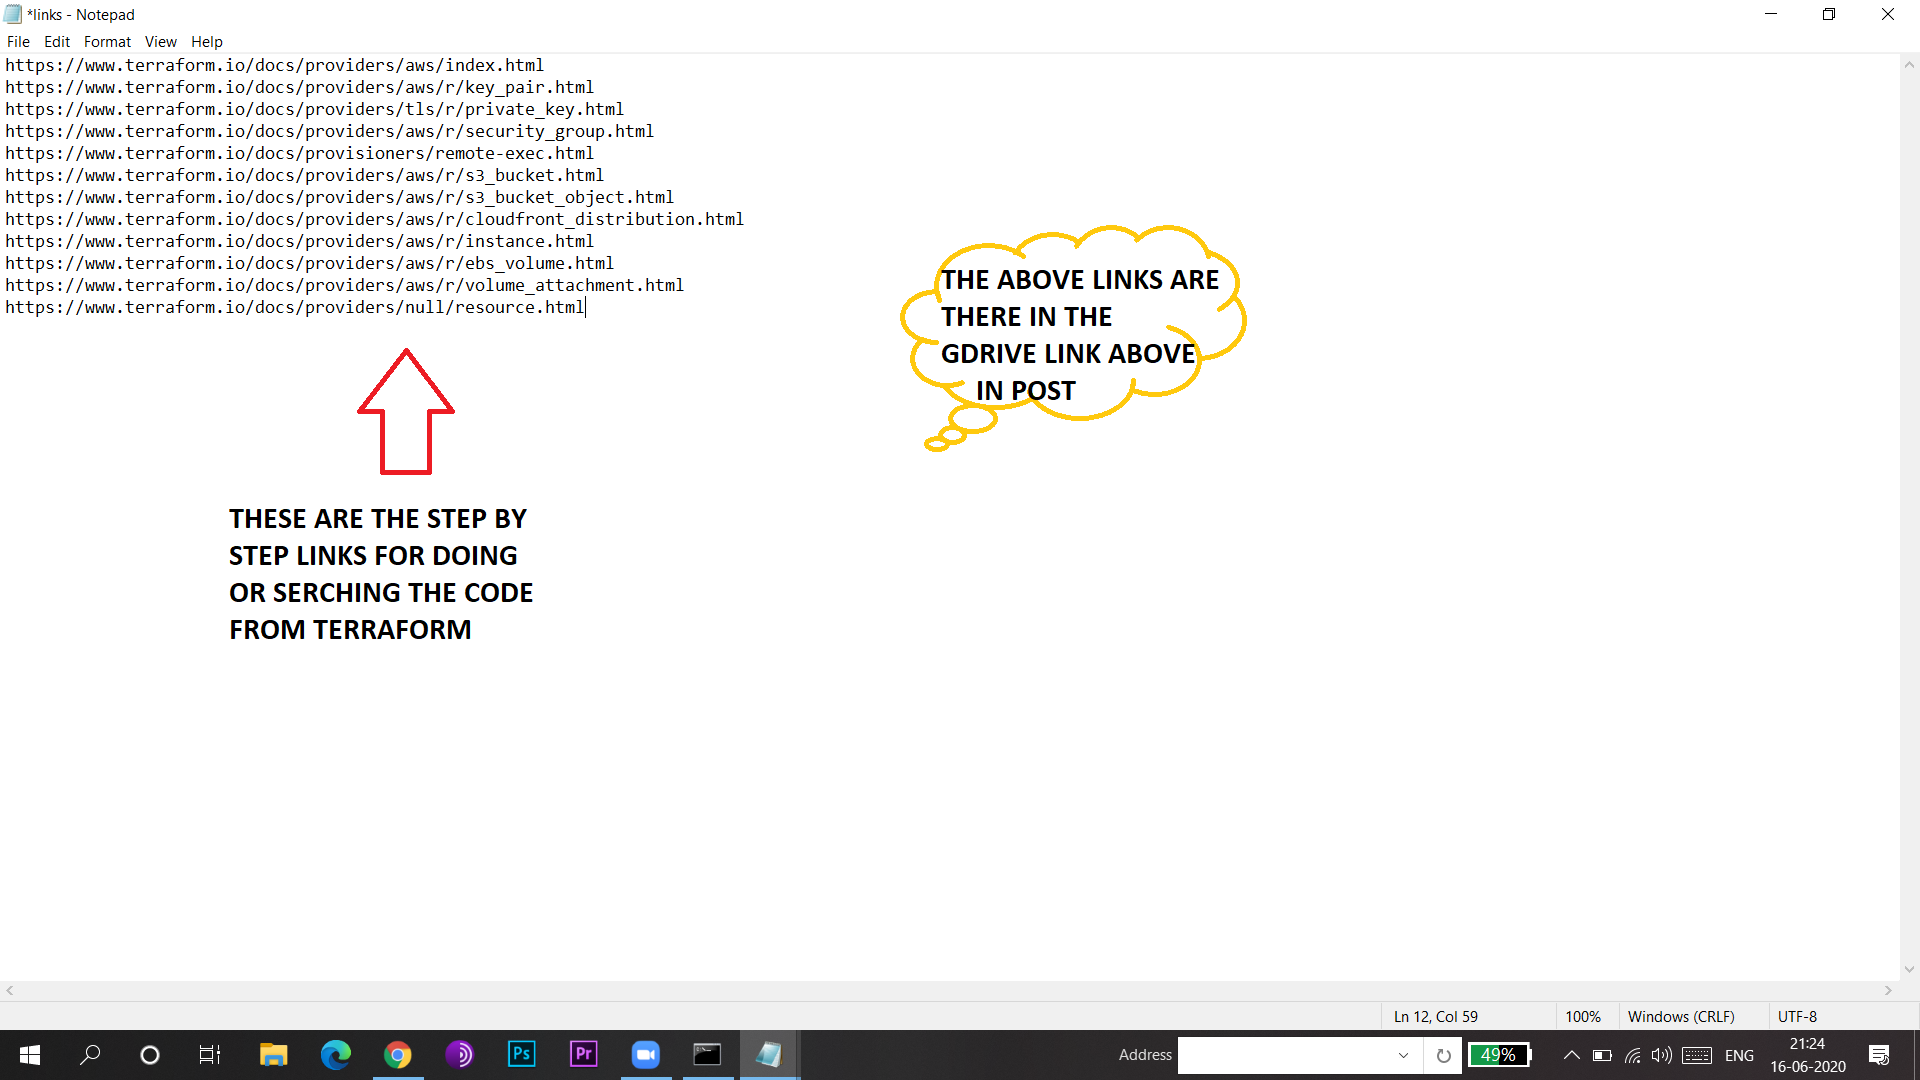 *links - Notepad
File Edit Format View Help
https://www.terraform.io/docs/providers/aws/index.html
https://www.terraform.io/docs/providers/aws/r/key_pair.html
https://www.terraform.io/docs/providers/tls/r/private_key.html
https://www.terraform.io/docs/providers/aws/r/security_group.html
https://www.terraform.io/docs/provisioners/remote-exec.html
https://www.terraform.io/docs/providers/aws/r/s3_bucket.html
https://www.terraform.io/docs/providers/aws/r/s3_bucket_object.html
https://www.terraform.io/docs/providers/aws/r/cloudfront_distribution.html
https://www.terraform.io/docs/providers/aws/r/instance.html
https://www.terraform.io/docs/providers/aws/r/ebs_volume.html
https://www.terraform.io/docs/providers/aws/r/volume_attachment.html
https://www.terraform.io/docs/providers/null/resource.html
THE ABOVE LINKS ARE
THERE IN THE
GDRIVE LINK ABOVE
IN POST
THESE ARE THE STEP BY
STEP LINKS FOR DOING
OR SERCHING THE CODE
FROM TERRAFORM
Ln 12, Col 59
100%
Windows (CRLF)
UTF-8
Ps
Pr
Address
49%
ENG
21:24
16-06-2020